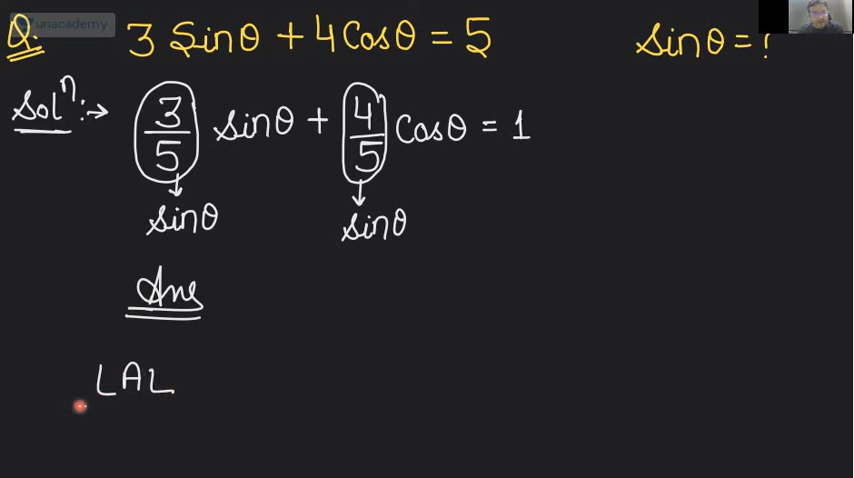 unacademy
Q. 3 Sinθ + 4 Cosθ = 5 sinθ = ?
Solⁿ :→ 3/5 sinθ + 4/5 cosθ = 1
sinθ sinθ
Ans
LAL